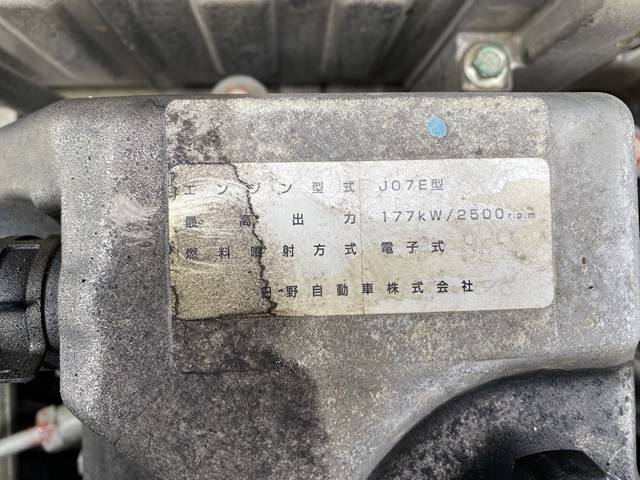 エンジン型式 J07E型
最高出力 177kW/2500r.p.m
燃料噴射方式 電子式
日野自動車株式会社